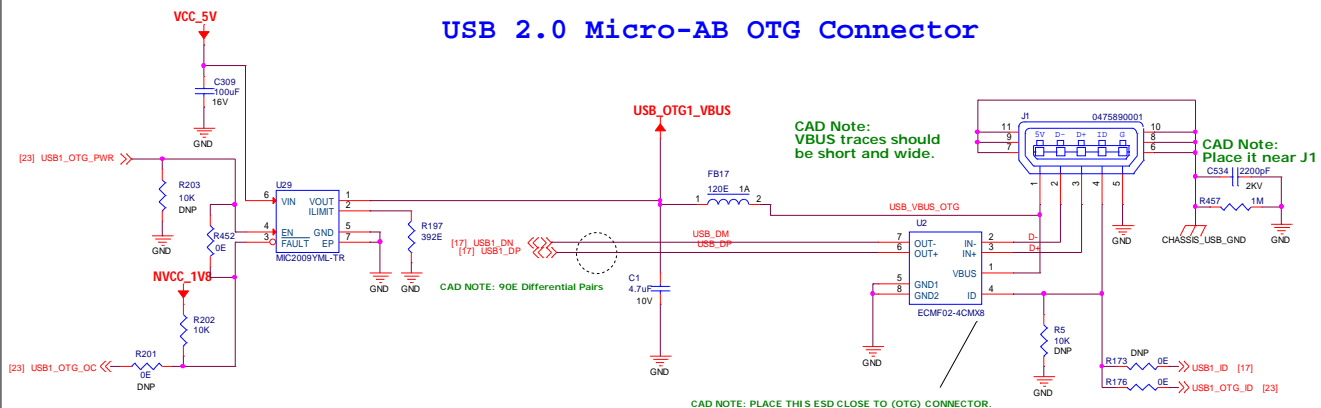 USB 2.0 Micro-AB OTG Connector
VCC_5V
C309
100uF
16V
GND
[23] USB1_OTG_PWR
R203
10K
DNP
GND
R452
0E
NVCC_1V8
R202
10K
[23] USB1_OTG_OC
R201
0E
DNP
U29
6 VIN VOUT 1
ILIMIT 2
4 EN GND 5
3 FAULT EP 7
MIC2009YML-TR
R197
392E
GND
GND
USB_OTG1_VBUS
FB17
120E 1A
1 2
USB_VBUS_OTG
[17] USB1_DN
[17] USB1_DP
USB_DM
USB_DP
CAD NOTE: 90E Differential Pairs
C1
4.7uF
10V
GND
CAD Note:
VBUS traces should
be short and wide.
U2
7 OUT- IN- 2 D-
6 OUT+ IN+ 3 D+
VBUS 1
5 GND1
8 GND2 ID 4
ECMF02-4CMX8
GND
J1 0475890001
5V D- D+ ID G
11 10
9 8
7 6
1 2 3 4 5
GND
CAD Note:
Place it near J1
C534 2200pF
2KV
R457 1M
CHASSIS_USB_GND
GND
R5
10K
DNP
GND
DNP
R173 0E USB1_ID [17]
R176 0E USB1_OTG_ID [23]
CAD NOTE: PLACE THIS ESD CLOSE TO (OTG) CONNECTOR.